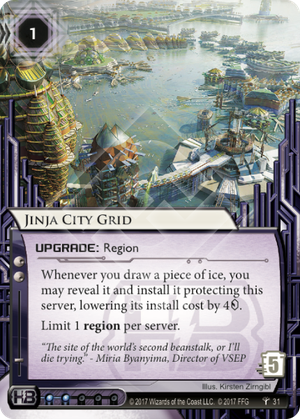 1
JINJA CITY GRID
UPGRADE: Region
Whenever you draw a piece of ice, you
may reveal it and install it protecting this
server, lowering its install cost by 4
Limit 1 region per server.
“The site of the world’s second beanstalk, or I’ll
die trying.” - Miria Byanyima, Director of VSEP
5
Illus. Kirsten Zirngibl
HB
© 2017 Wizards of the Coast LLC. © 2017 FFG
31